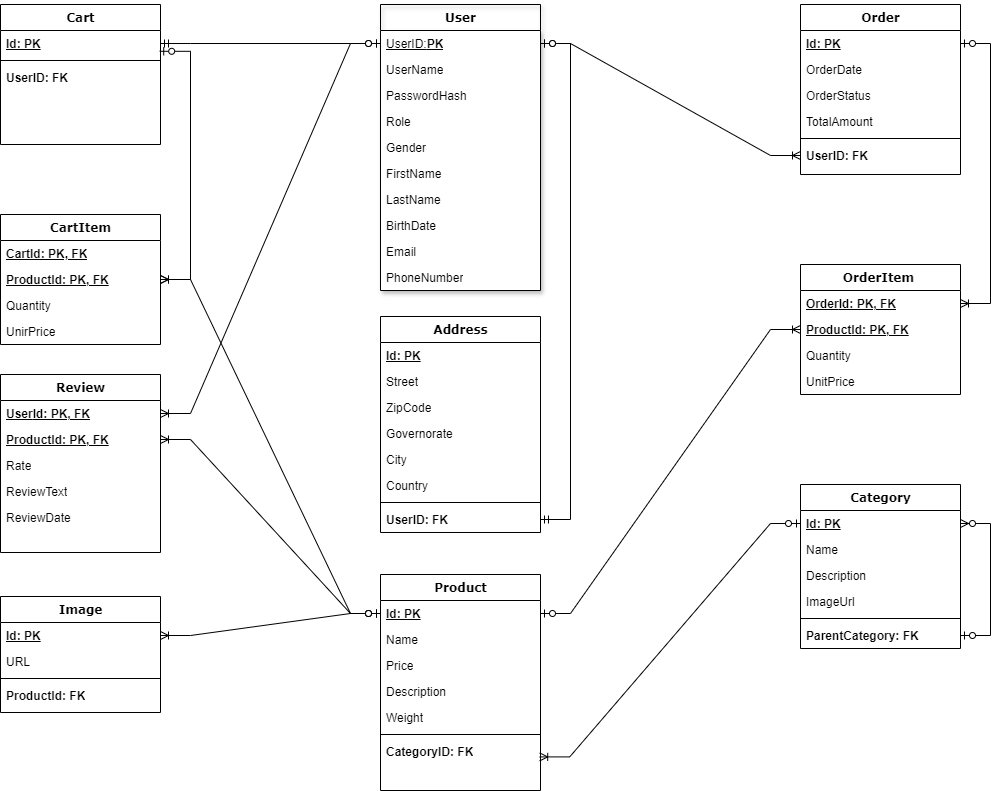 Cart
Id: PK
UserID: FK
CartItem
CartId: PK, FK
ProductId: PK, FK
Quantity
UnirPrice
Review
UserId: PK, FK
ProductId: PK, FK
Rate
ReviewText
ReviewDate
Image
Id: PK
URL
ProductId: FK
User
UserID:PK
UserName
PasswordHash
Role
Gender
FirstName
LastName
BirthDate
Email
PhoneNumber
Address
Id: PK
Street
ZipCode
Governorate
City
Country
UserID: FK
Product
Id: PK
Name
Price
Description
Weight
CategoryID: FK
Order
Id: PK
OrderDate
OrderStatus
TotalAmount
UserID: FK
OrderItem
OrderId: PK, FK
ProductId: PK, FK
Quantity
UnitPrice
Category
Id: PK
Name
Description
ImageUrl
ParentCategory: FK